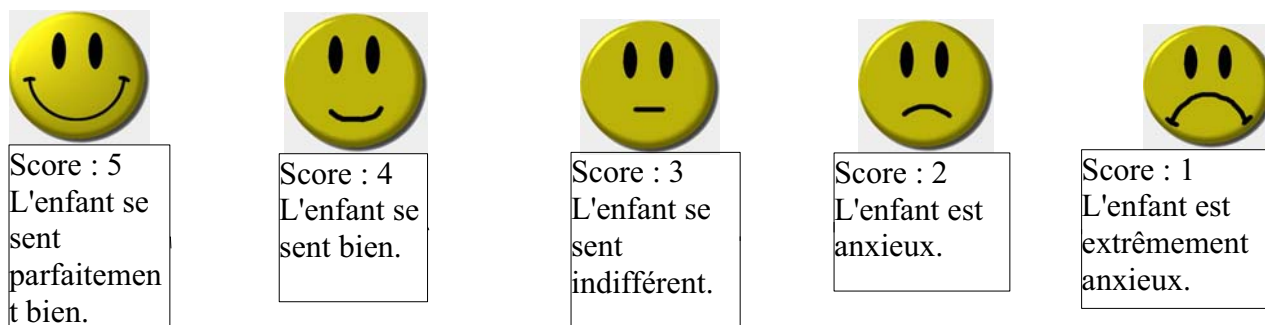 Score : 5
L'enfant se
sent
parfaitemen
t bien.
Score : 4
L'enfant se
sent bien.
Score : 3
L'enfant se
sent
indifférent.
Score : 2
L'enfant est
anxieux.
Score : 1
L'enfant est
extrêmement
anxieux.